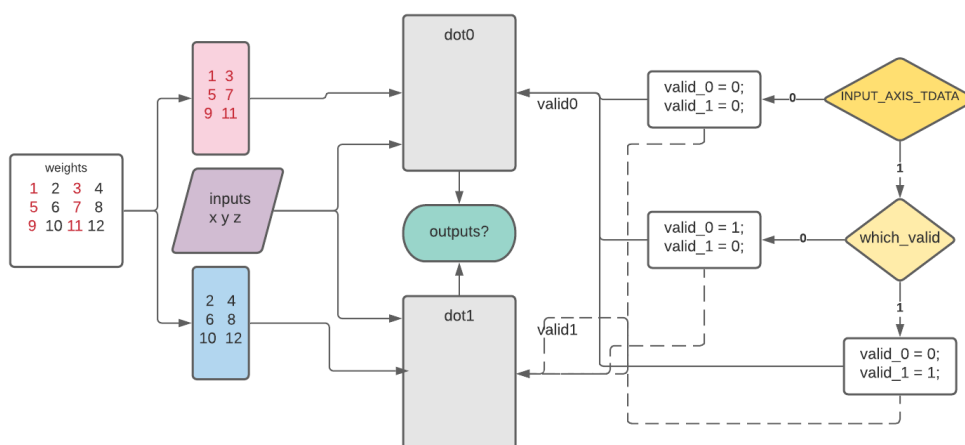 weights
1 2 3 4
5 6 7 8
9 10 11 12
1 3
5 7
9 11
inputs
x y z
2 4
6 8
10 12
dot0
outputs?
dot1
valid0
valid1
valid_0 = 0;
valid_1 = 0;
0
INPUT_AXIS_TDATA
1
valid_0 = 1;
valid_1 = 0;
0
which_valid
1
valid_0 = 0;
valid_1 = 1;